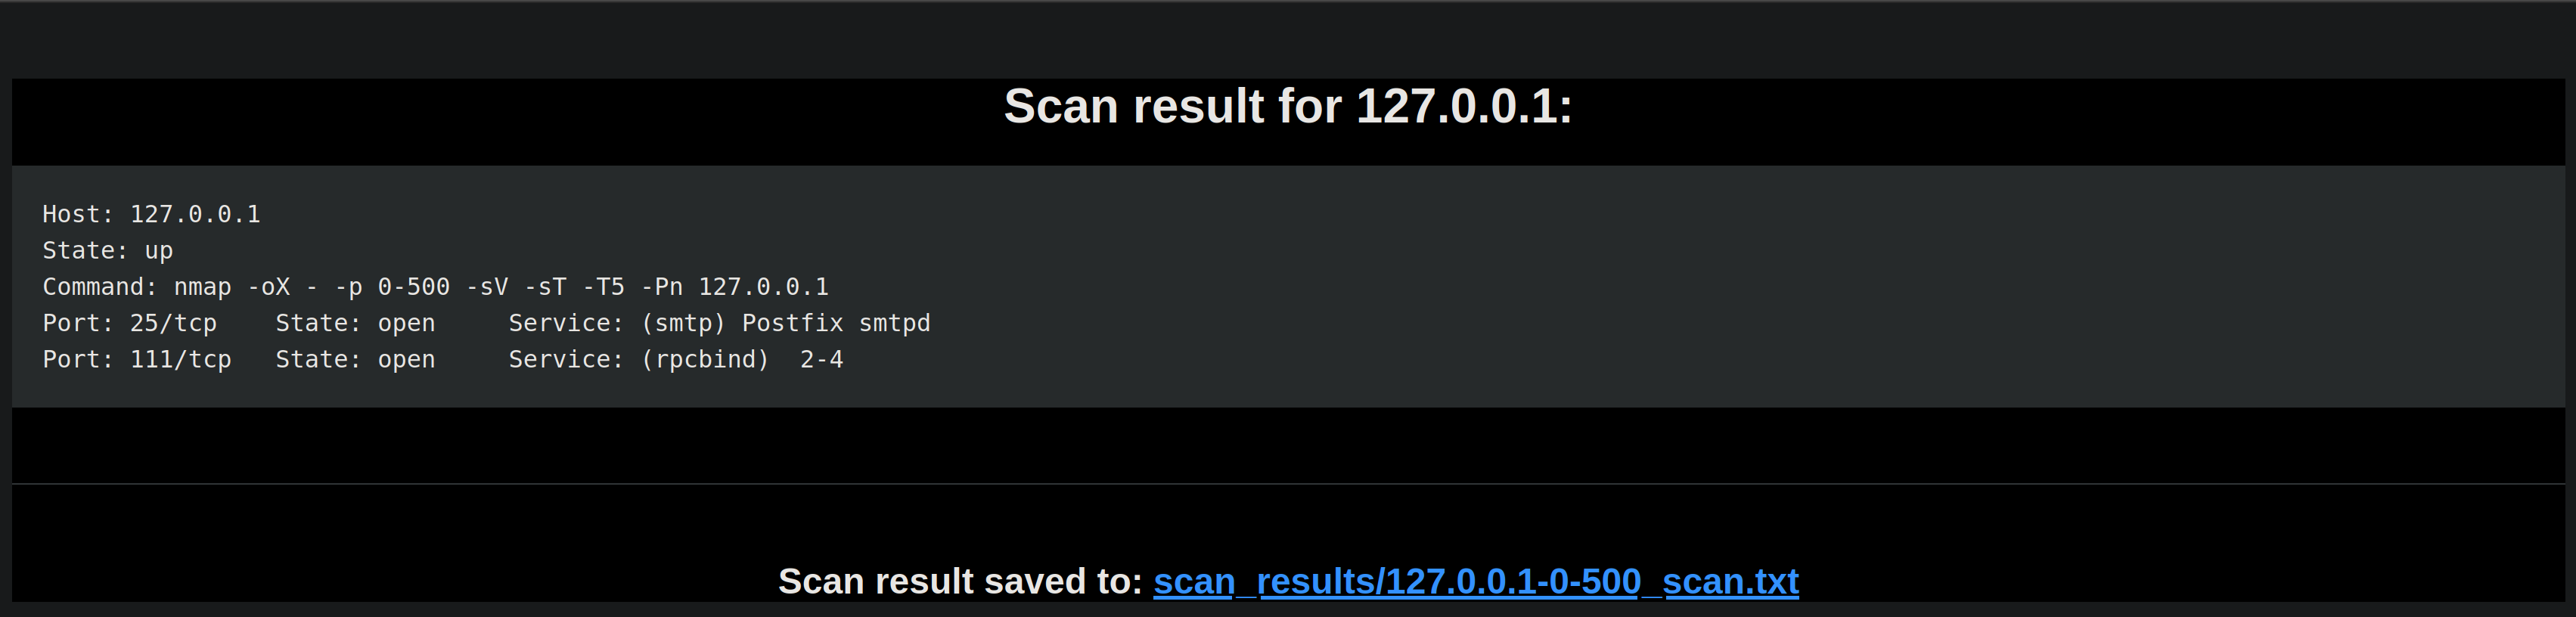 Scan result for 127.0.0.1:
Host: 127.0.0.1
State: up
Command: nmap -oX - -p 0-500 -sV -sT -T5 -Pn 127.0.0.1
Port: 25/tcp    State: open     Service: (smtp) Postfix smtpd
Port: 111/tcp   State: open     Service: (rpcbind)  2-4
Scan result saved to: scan_results/127.0.0.1-0-500_scan.txt